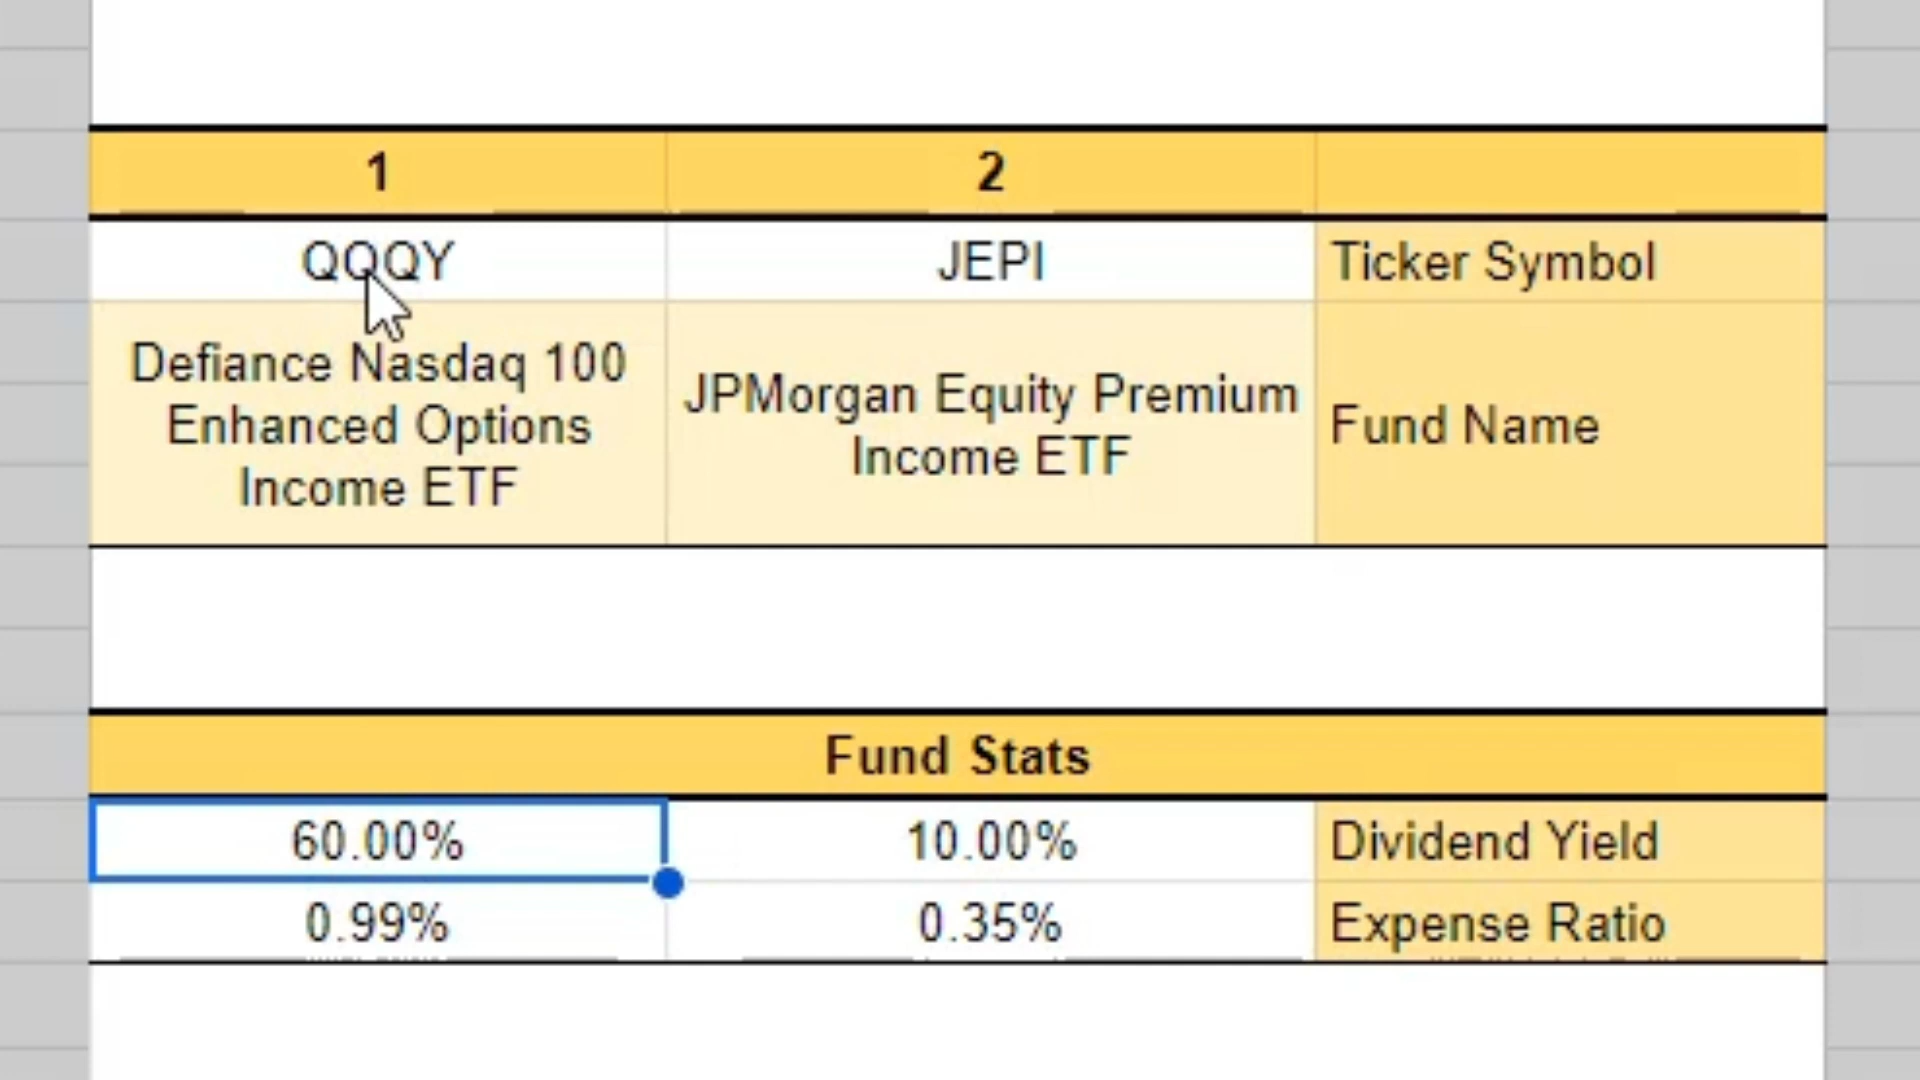 1 2
QQQY JEPI Ticker Symbol
Defiance Nasdaq 100
Enhanced Options
Income ETF
JPMorgan Equity Premium
Income ETF
Fund Name
Fund Stats
60.00% 10.00% Dividend Yield
0.99% 0.35% Expense Ratio